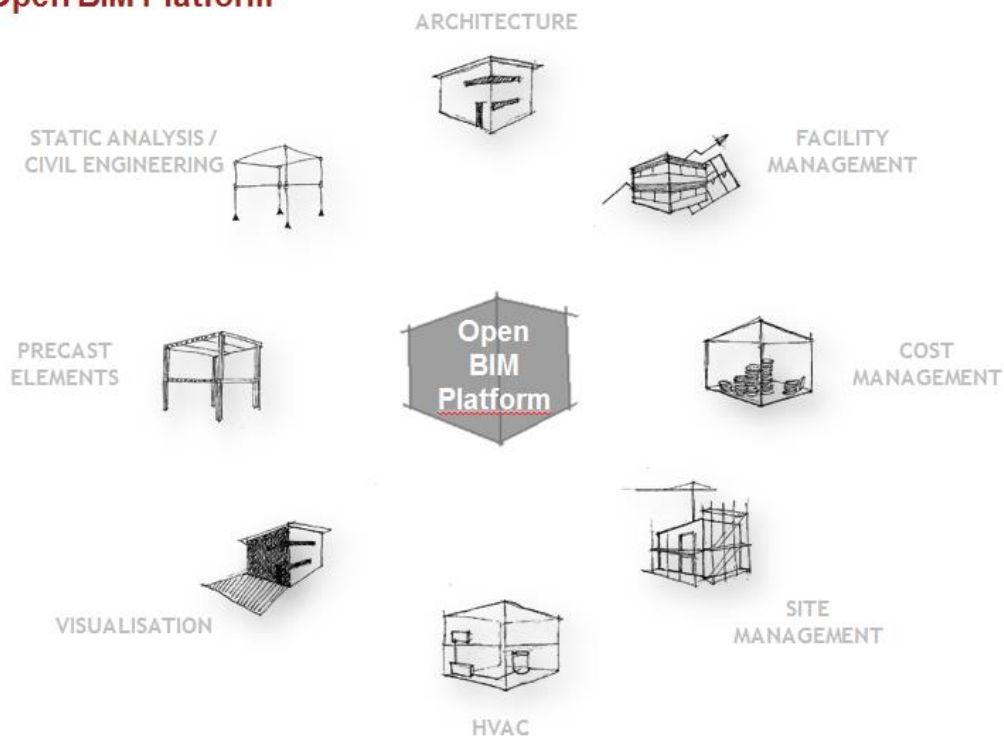 Open BIM Platform
ARCHITECTURE
STATIC ANALYSIS /
CIVIL ENGINEERING
FACILITY
MANAGEMENT
PRECAST
ELEMENTS
Open
BIM
Platform
COST
MANAGEMENT
VISUALISATION
SITE
MANAGEMENT
HVAC